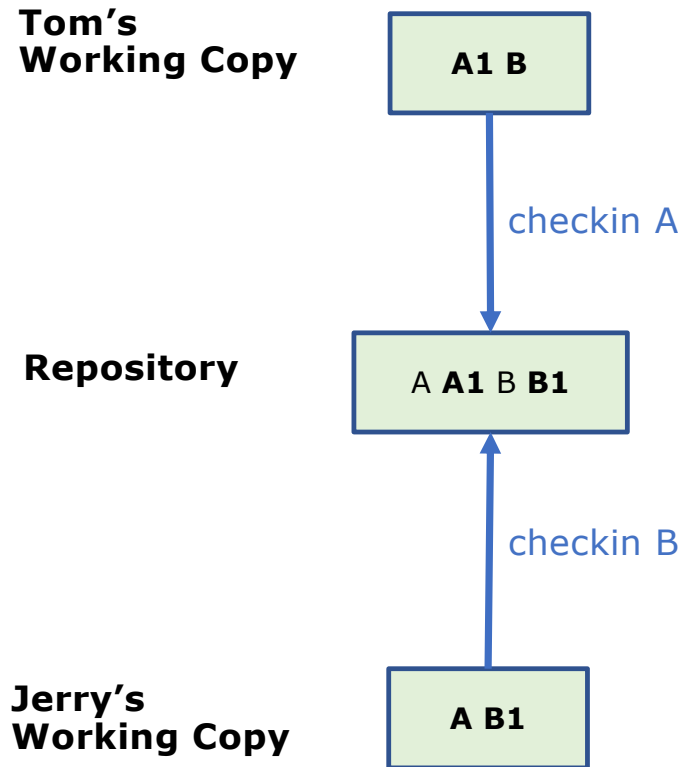 Tom’s
Working Copy
A1 B
checkin A
Repository
A A1 B B1
checkin B
Jerry’s
Working Copy
A B1